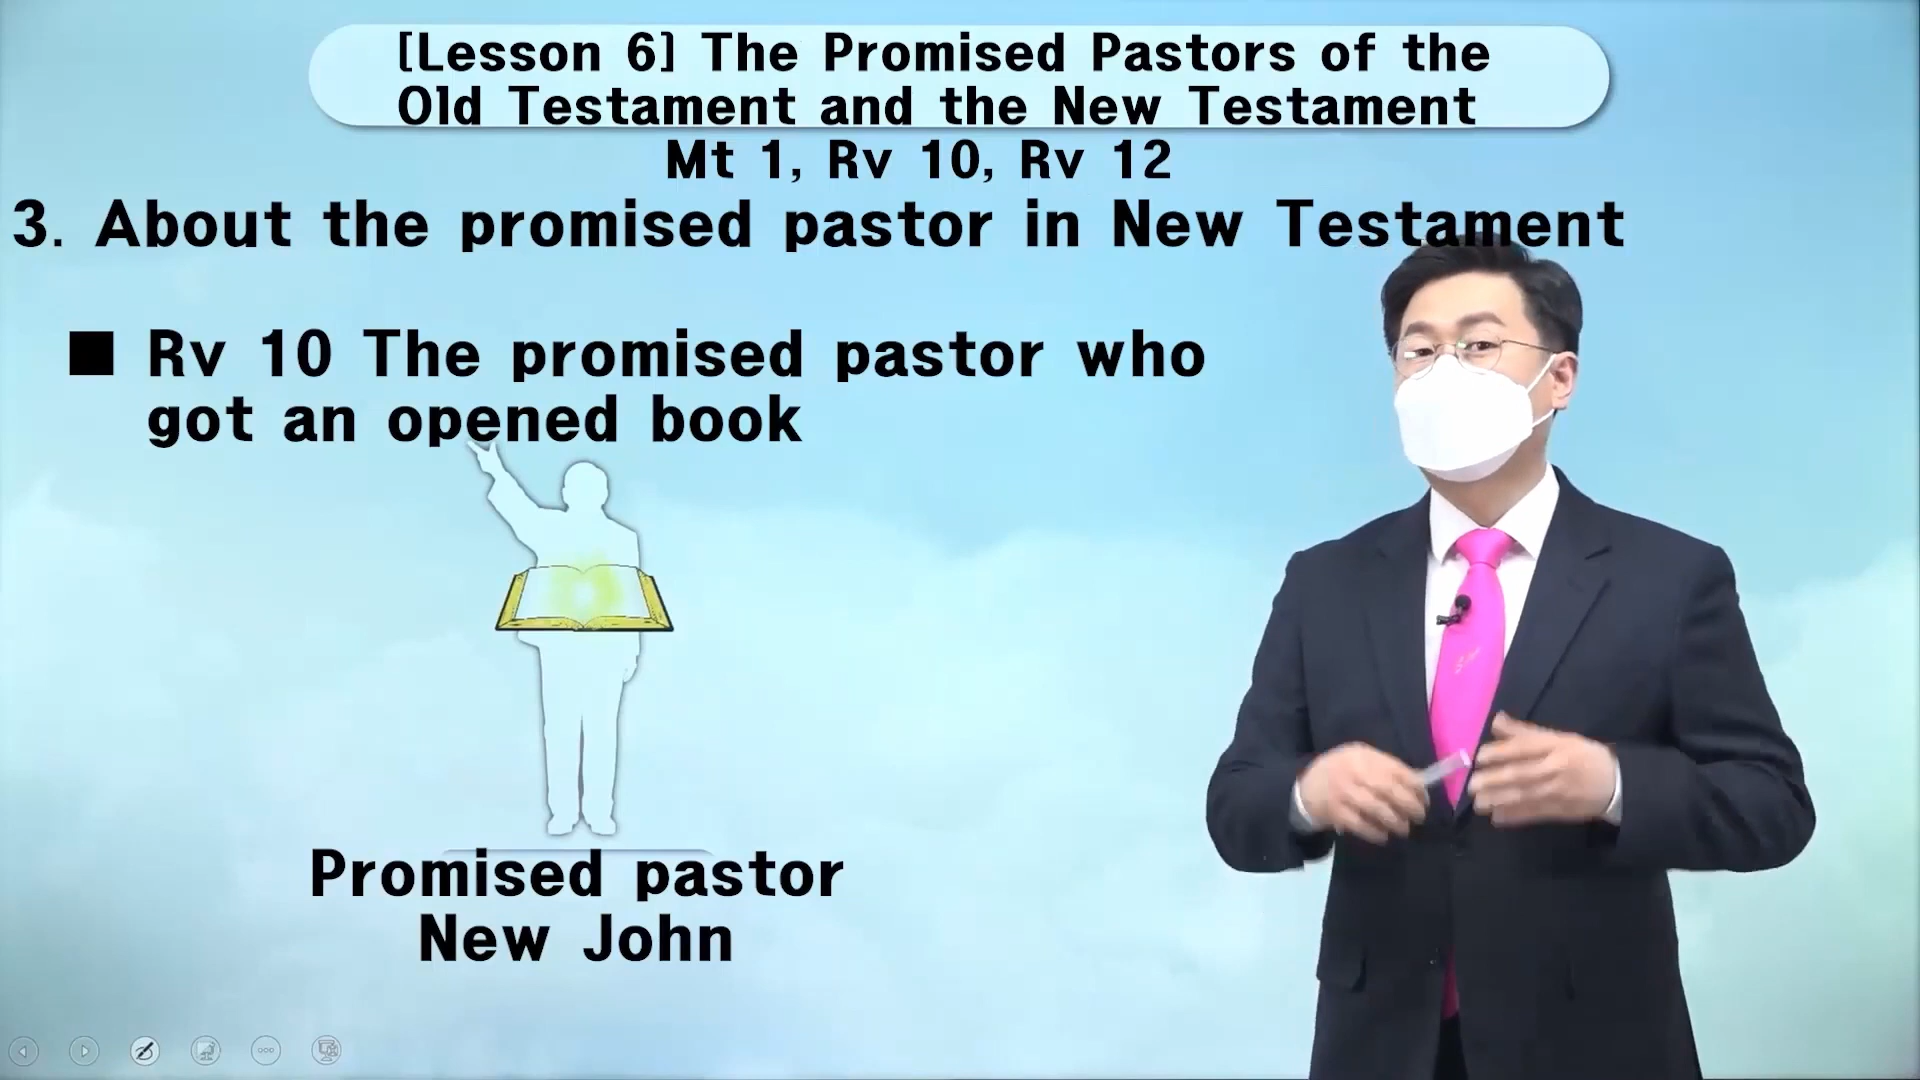 [Lesson 6] The Promised Pastors of the
Old Testament and the New Testament
Mt 1, Rv 10, Rv 12
3. About the promised pastor in New Testament
■ Rv 10 The promised pastor who
got an opened book
Promised pastor
New John